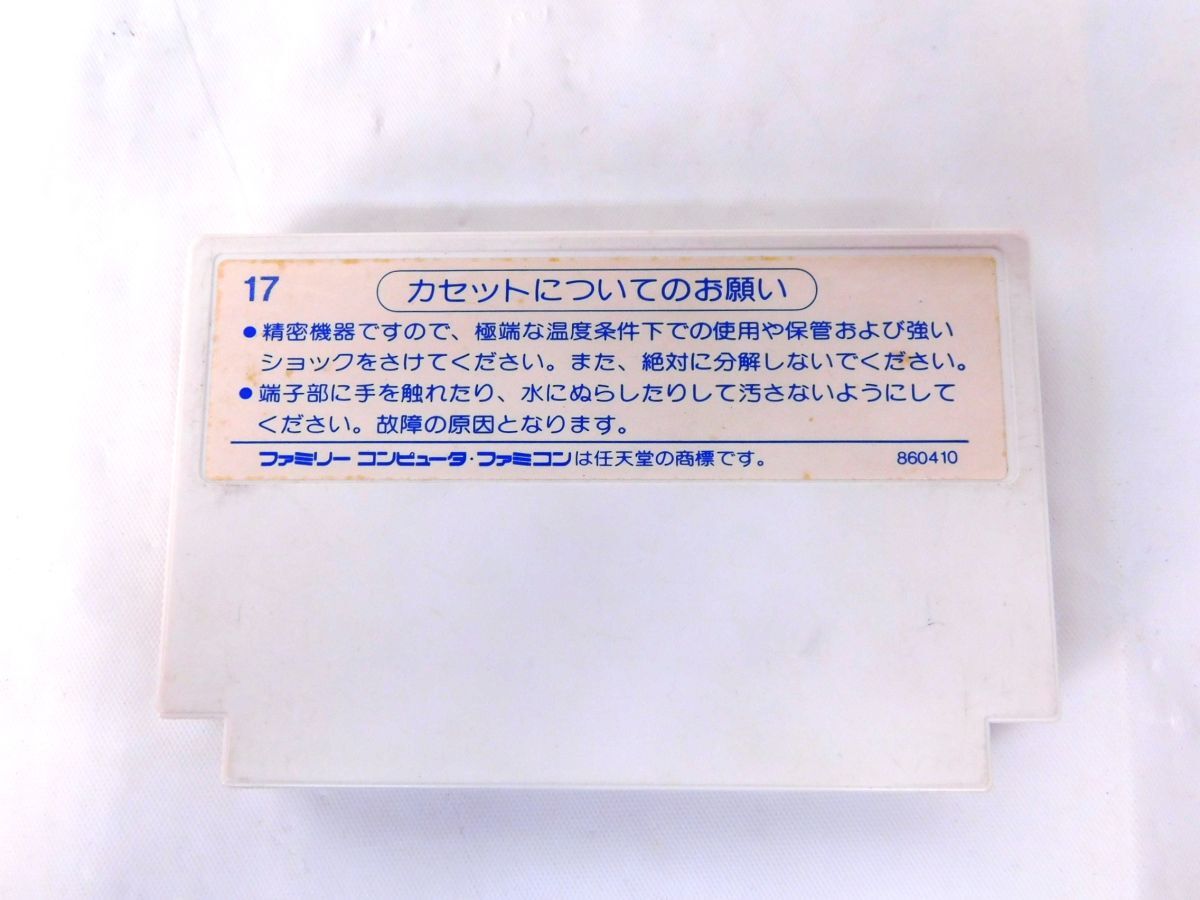 17
カセットについてのお願い
●精密機器ですので、極端な温度条件下での使用や保管および強い
ショックをさけてください。また、絶対に分解しないでください。
●端子部に手を触れたり、水にぬらしたりして汚さないようにして
ください。故障の原因となります。
ファミリー コンピュータ・ファミコンは任天堂の商標です。 860410